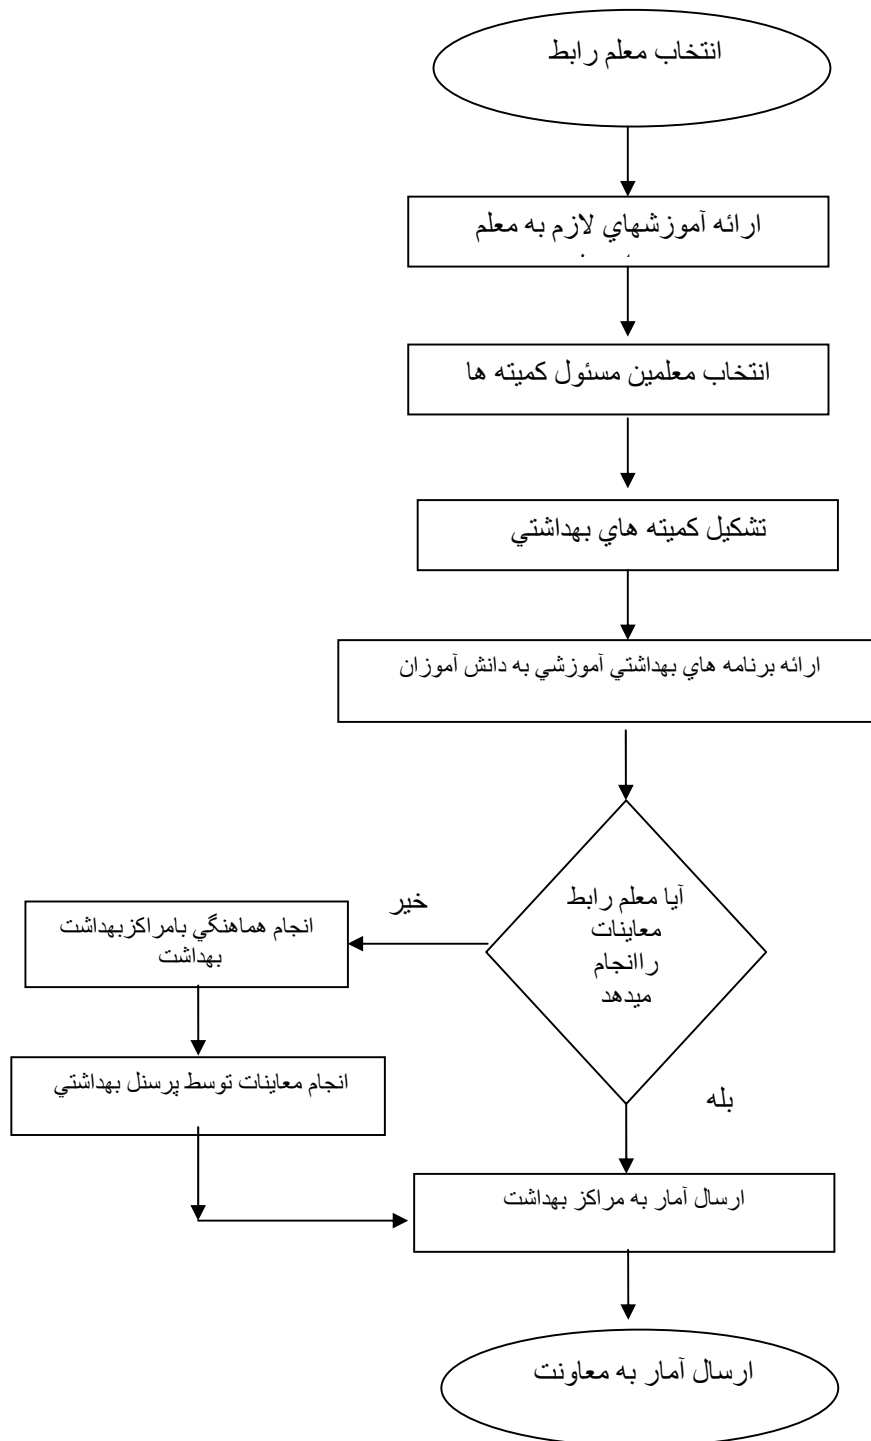 انتخاب معلم رابط
ارائه آموزشهاي لازم به معلم
انتخاب معلمين مسئول كميته ها
تشكيل كميته هاي بهداشتي
ارائه برنامه هاي بهداشتي آموزشي به دانش آموزان
آيا معلم رابط
معاينات
راانجام
ميدهد
خير
انجام هماهنگي بامراكزبهداشت
بهداشت
انجام معاينات توسط پرسنل بهداشتي
بله
ارسال آمار به مراكز بهداشت
ارسال آمار به معاونت